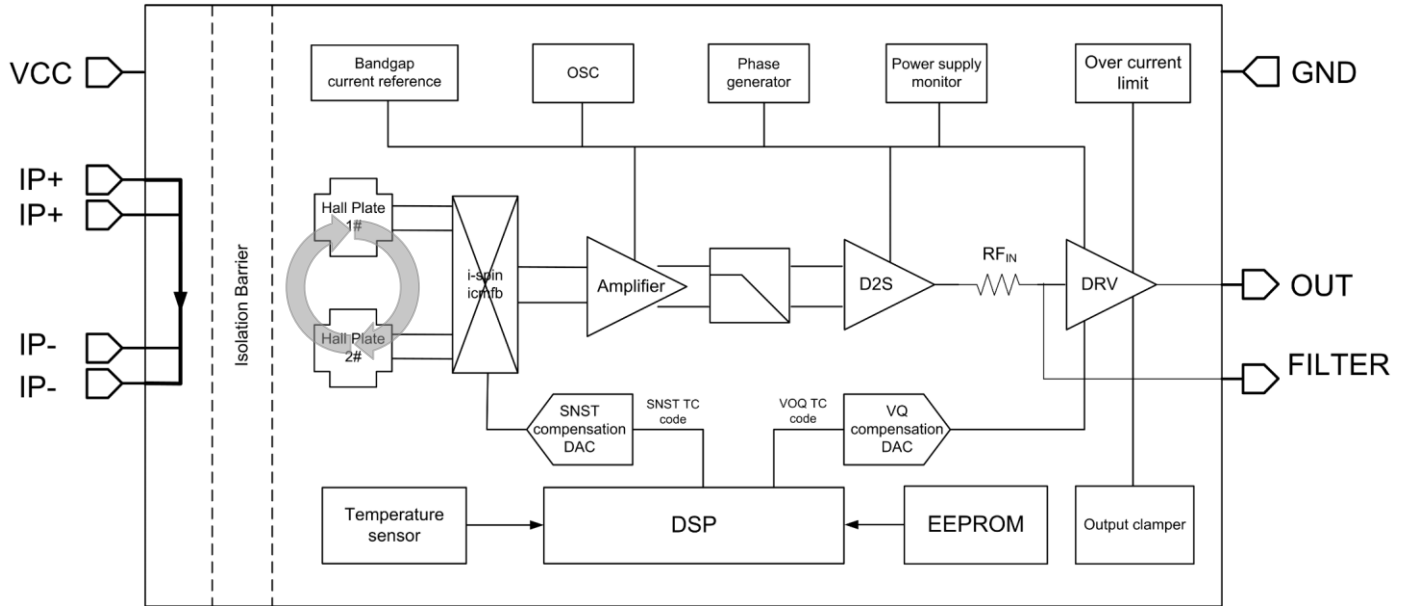 Bandgap
current reference
OSC
Phase
generator
Power supply
monitor
Over current
limit
VCC
GND
IP+
IP+
IP-
IP-
Isolation Barrier
Hall Plate
1#
Hall Plate
2#
i-spin
icmfb
Amplifier
D2S
RFIN
DRV
OUT
FILTER
SNST
compensation
DAC
SNST TC
code
VOQ TC
code
VQ
compensation
DAC
Temperature
sensor
DSP
EEPROM
Output clamper